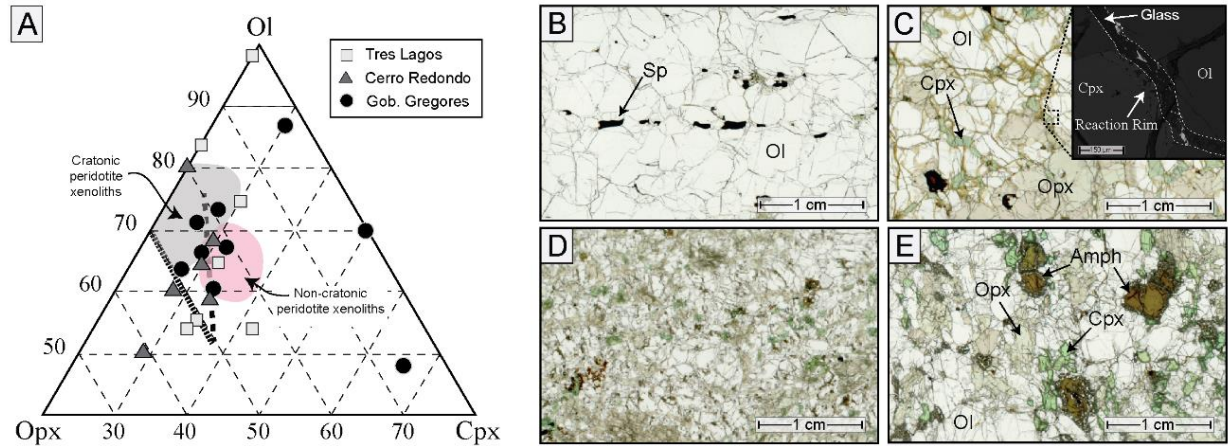 A
Ol
Tres Lagos
Cerro Redondo
Gob. Gregores
90
80
70
60
50
Cratonic
peridotite
xenoliths
Non-cratonic
peridotite xenoliths
Opx
30
40
50
60
70
Cpx
B
Sp
Ol
1 cm
C
Ol
Cpx
Opx
1 cm
Glass
Ol
Cpx
Reaction Rim
150 µm
D
1 cm
E
Amph
Opx
Cpx
Ol
1 cm